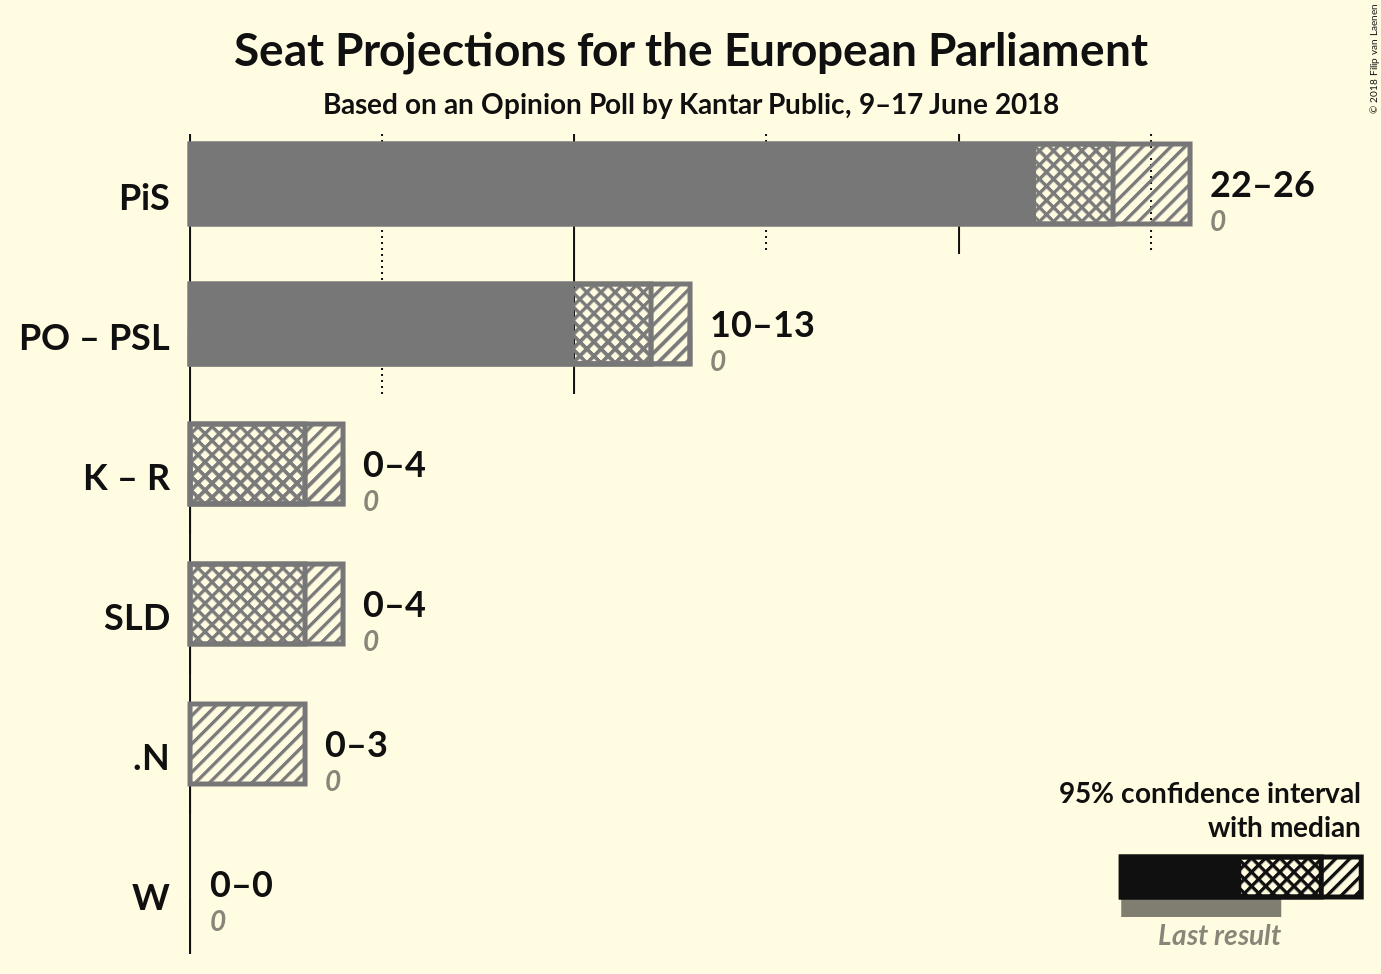 Seat Projections for the European Parliament
Based on an Opinion Poll by Kantar Public, 9–17 June 2018
© 2018 Filip van Laenen
PiS
22–26
0
PO – PSL
10–13
0
K – R
0–4
0
SLD
0–4
0
.N
0–3
0
W
0–0
0
95% confidence interval
with median
Last result